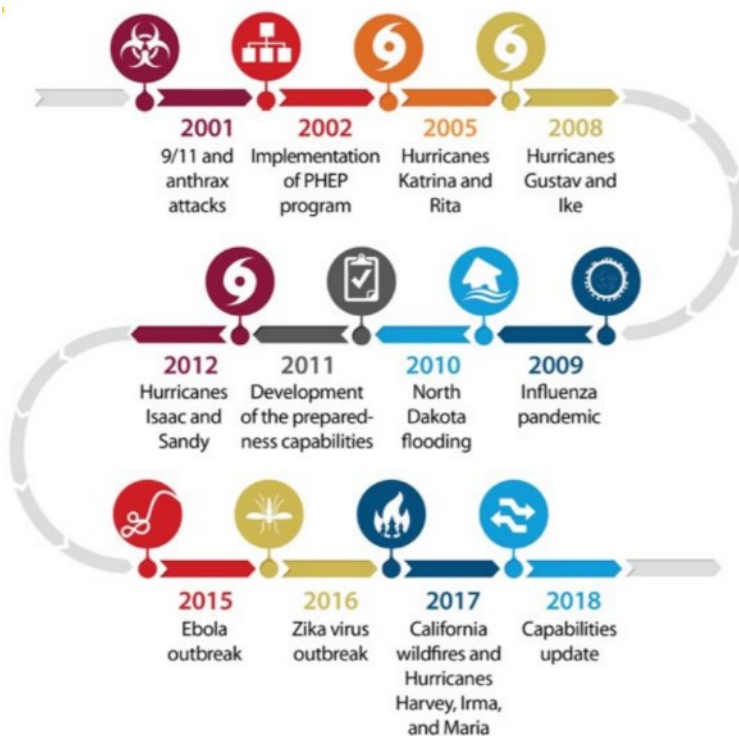 2001
9/11 and
anthrax
attacks
2002
Implementation
of PHEP
program
2005
Hurricanes
Katrina and
Rita
2008
Hurricanes
Gustav and
Ike
2009
Influenza
pandemic
2010
North
Dakota
flooding
2011
Development
of the prepared-
ness capabilities
2012
Hurricanes
Isaac and
Sandy
2015
Ebola
outbreak
2016
Zika virus
outbreak
2017
California
wildfires and
Hurricanes
Harvey, Irma,
and Maria
2018
Capabilities
update